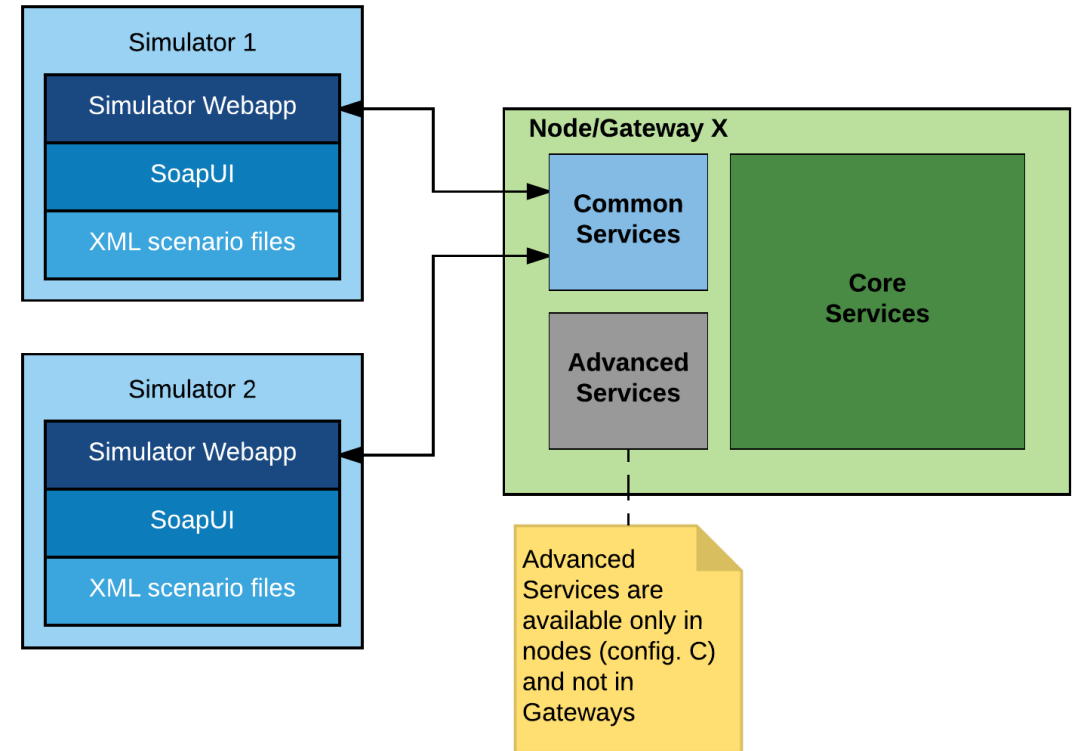 Simulator 1
Simulator Webapp
SoapUI
XML scenario files
Simulator 2
Simulator Webapp
SoapUI
XML scenario files
Node/Gateway X
Common
Services
Advanced
Services
Core
Services
Advanced
Services are
available only in
nodes (config. C)
and not in
Gateways